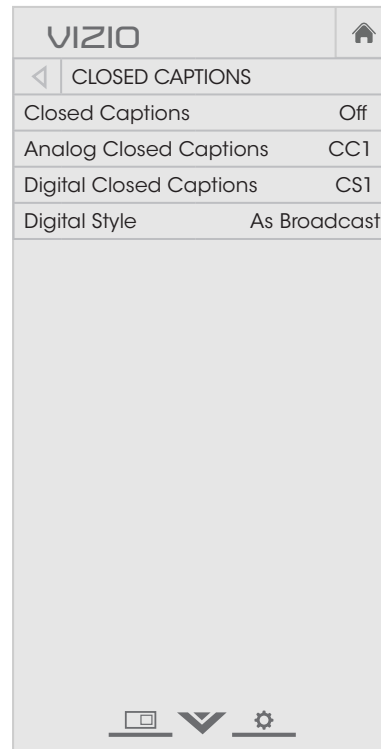 VIZIO
CLOSED CAPTIONS
Closed Captions Off
Analog Closed Captions CC1
Digital Closed Captions CS1
Digital Style As Broadcast